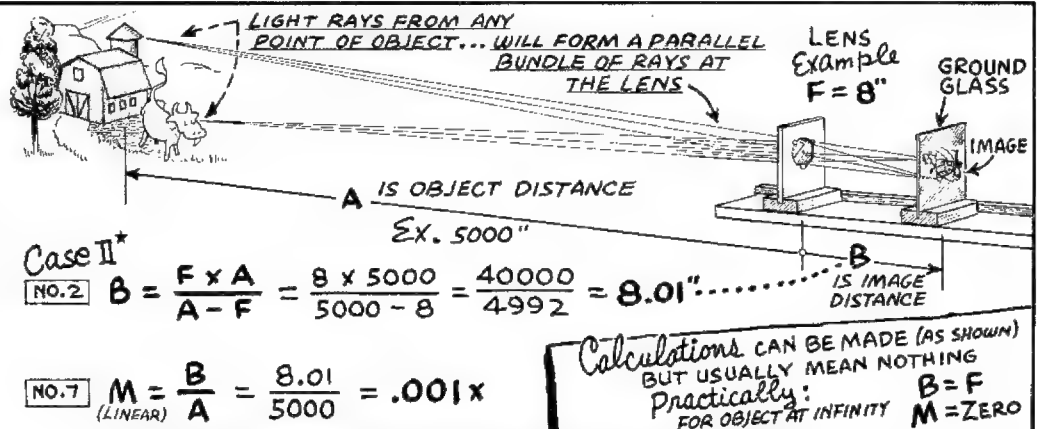 LIGHT RAYS FROM ANY
POINT OF OBJECT... WILL FORM A PARALLEL
BUNDLE OF RAYS AT
THE LENS
LENS
Example
F = 8"
GROUND
GLASS
IMAGE
A IS OBJECT DISTANCE
EX. 5000"
B
IS IMAGE
DISTANCE
Case II*
NO.2 B = F x A / A - F = 8 x 5000 / 5000 - 8 = 40000 / 4992 = 8.01"
NO.7 M (LINEAR) = B / A = 8.01 / 5000 = .001x
Calculations CAN BE MADE (AS SHOWN)
BUT USUALLY MEAN NOTHING
Practically:
FOR OBJECT AT INFINITY
B = F
M = ZERO